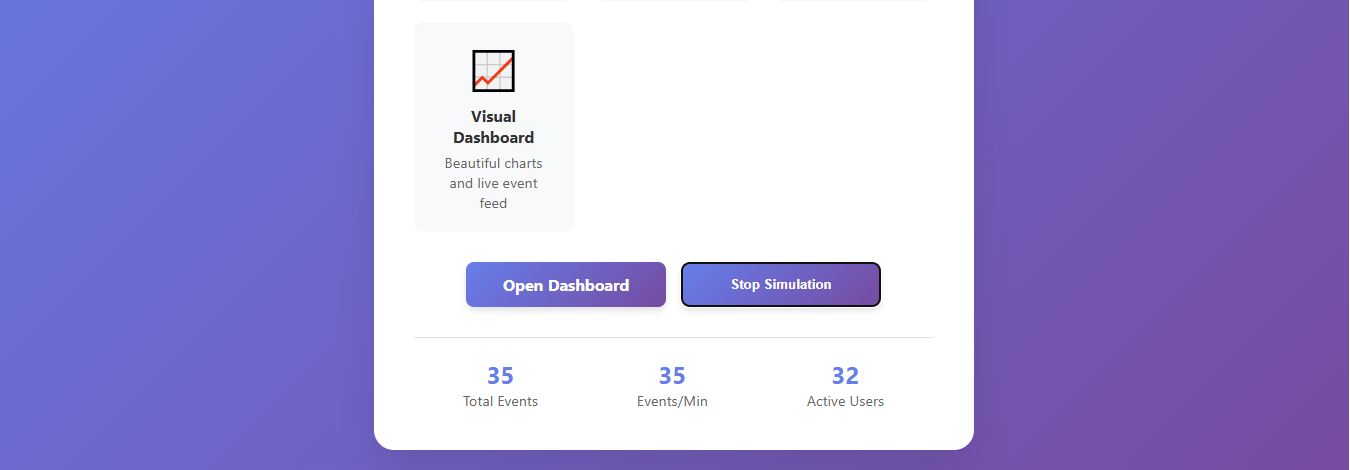 Visual
Dashboard
Beautiful charts
and live event
feed
Open Dashboard
Stop Simulation
35
35
32
Total Events
Events/Min
Active Users